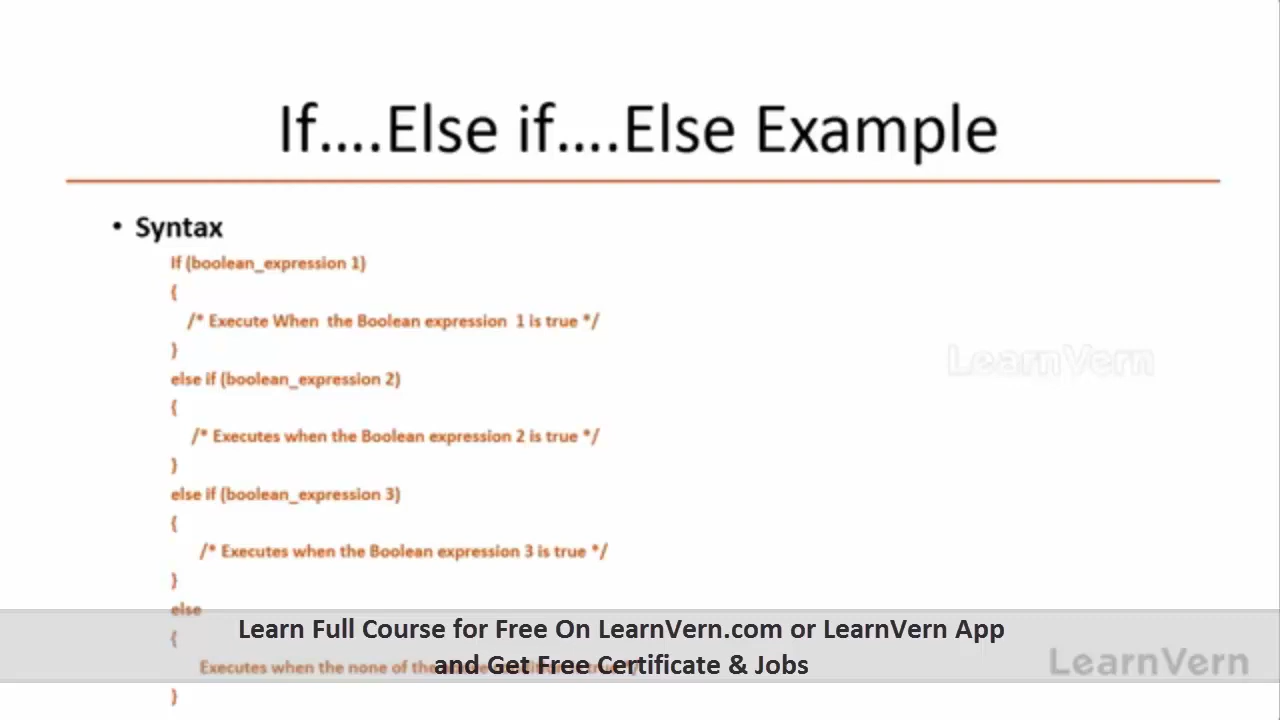 If....Else if....Else Example
• Syntax
If (boolean_expression 1)
{
/* Execute When the Boolean expression 1 is true */
}
else if (boolean_expression 2)
{
/* Executes when the Boolean expression 2 is true */
}
else if (boolean_expression 3)
{
/* Executes when the Boolean expression 3 is true */
}
else
{
Executes when the none of the
}
LearnVern
Learn Full Course for Free On LearnVern.com or LearnVern App
and Get Free Certificate & Jobs
LearnVern